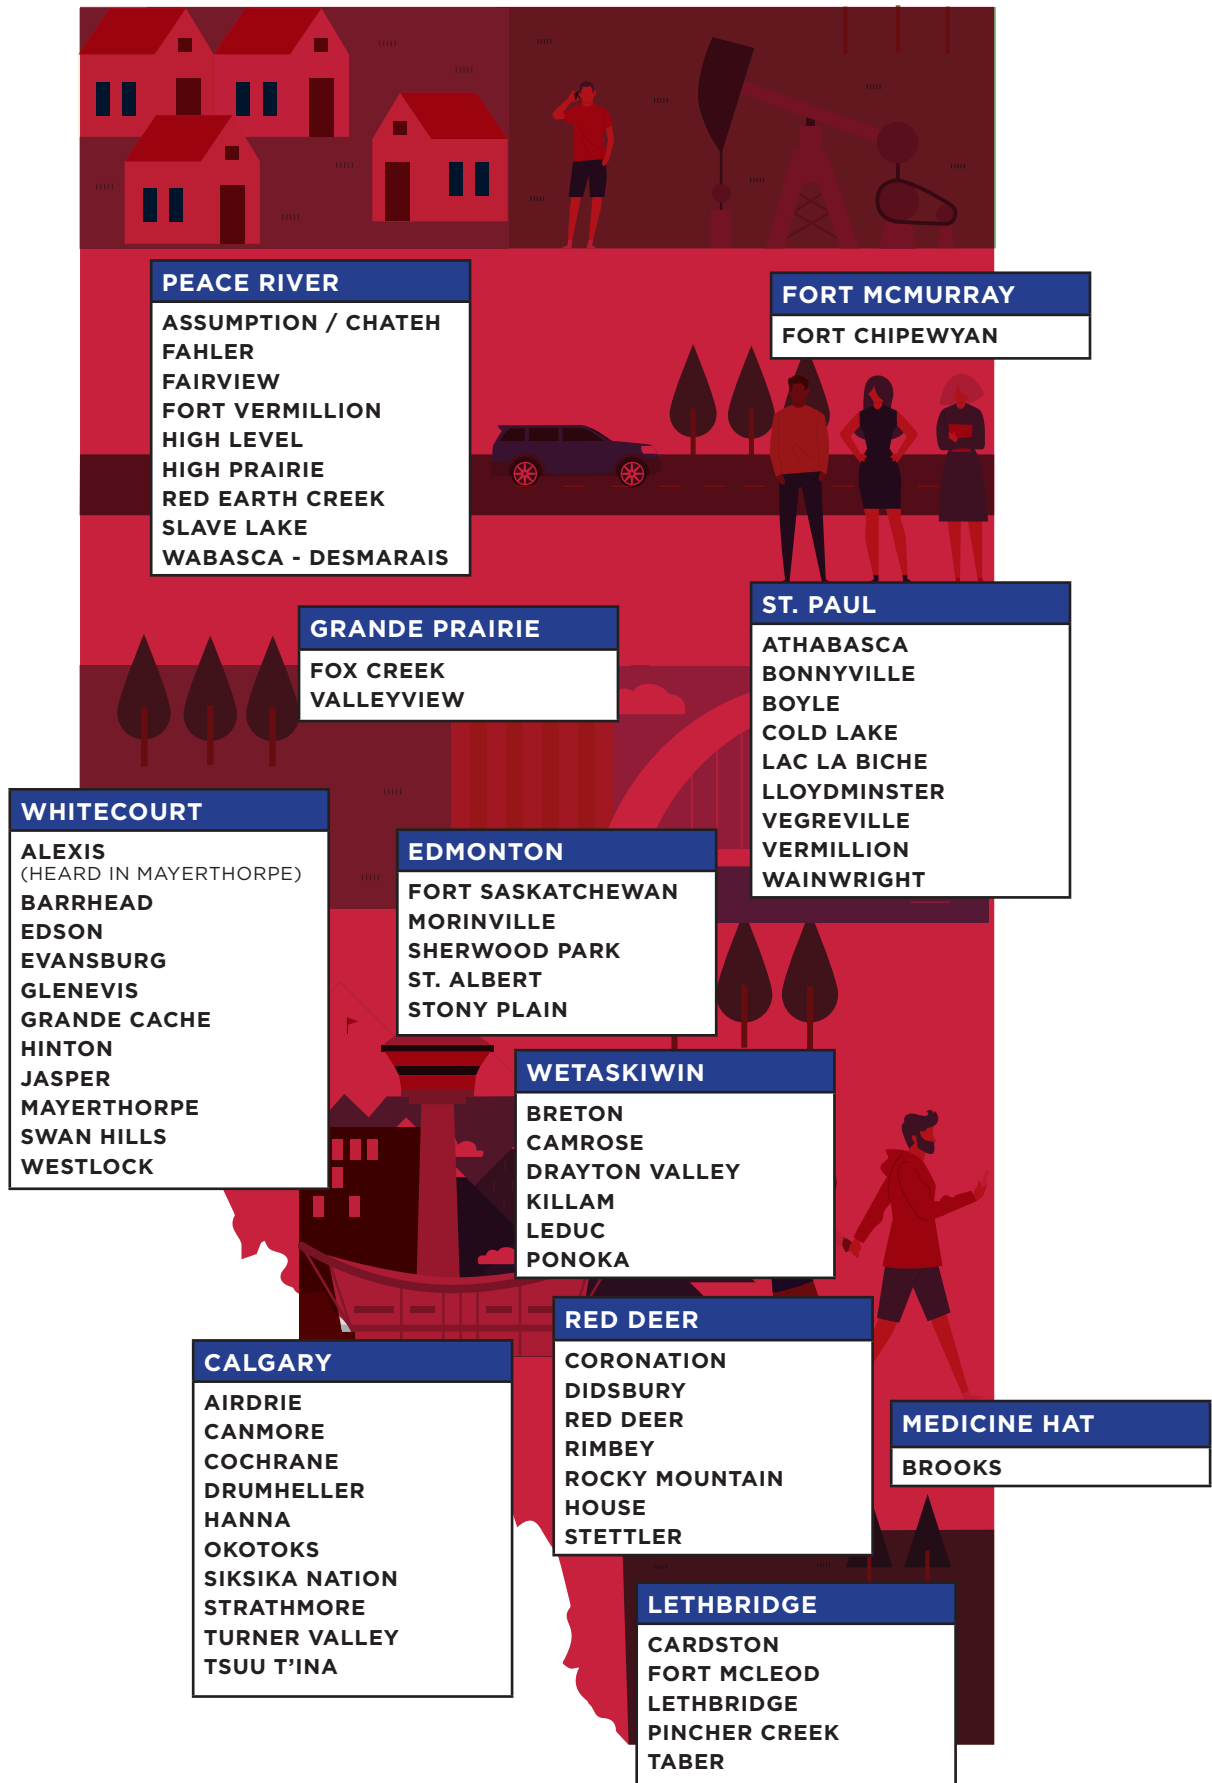 PEACE RIVER
ASSUMPTION / CHATEH
FAHLER
FAIRVIEW
FORT VERMILLION
HIGH LEVEL
HIGH PRAIRIE
RED EARTH CREEK
SLAVE LAKE
WABASCA - DESMARAIS
FORT MCMURRAY
FORT CHIPEWYAN
GRANDE PRAIRIE
FOX CREEK
VALLEYVIEW
ST. PAUL
ATHABASCA
BONNYVILLE
BOYLE
COLD LAKE
LAC LA BICHE
LLOYDMINSTER
VEGREVILLE
VERMILLION
WAINWRIGHT
WHITECOURT
ALEXIS
(HEARD IN MAYERTHORPE)
BARRHEAD
EDSON
EVANSBURG
GLENEVIS
GRANDE CACHE
HINTON
JASPER
MAYERTHORPE
SWAN HILLS
WESTLOCK
EDMONTON
FORT SASKATCHEWAN
MORINVILLE
SHERWOOD PARK
ST. ALBERT
STONY PLAIN
WETASKIWIN
BRETON
CAMROSE
DRAYTON VALLEY
KILLAM
LEDUC
PONOKA
RED DEER
CORONATION
DIDSBURY
RED DEER
RIMBEY
ROCKY MOUNTAIN
HOUSE
STETTLER
CALGARY
AIRDRIE
CANMORE
COCHRANE
DRUMHELLER
HANNA
OKOTOKS
SIKSIKA NATION
STRATHMORE
TURNER VALLEY
TSUU T’INA
MEDICINE HAT
BROOKS
LETHBRIDGE
CARDSTON
FORT MCLEOD
LETHBRIDGE
PINCHER CREEK
TABER